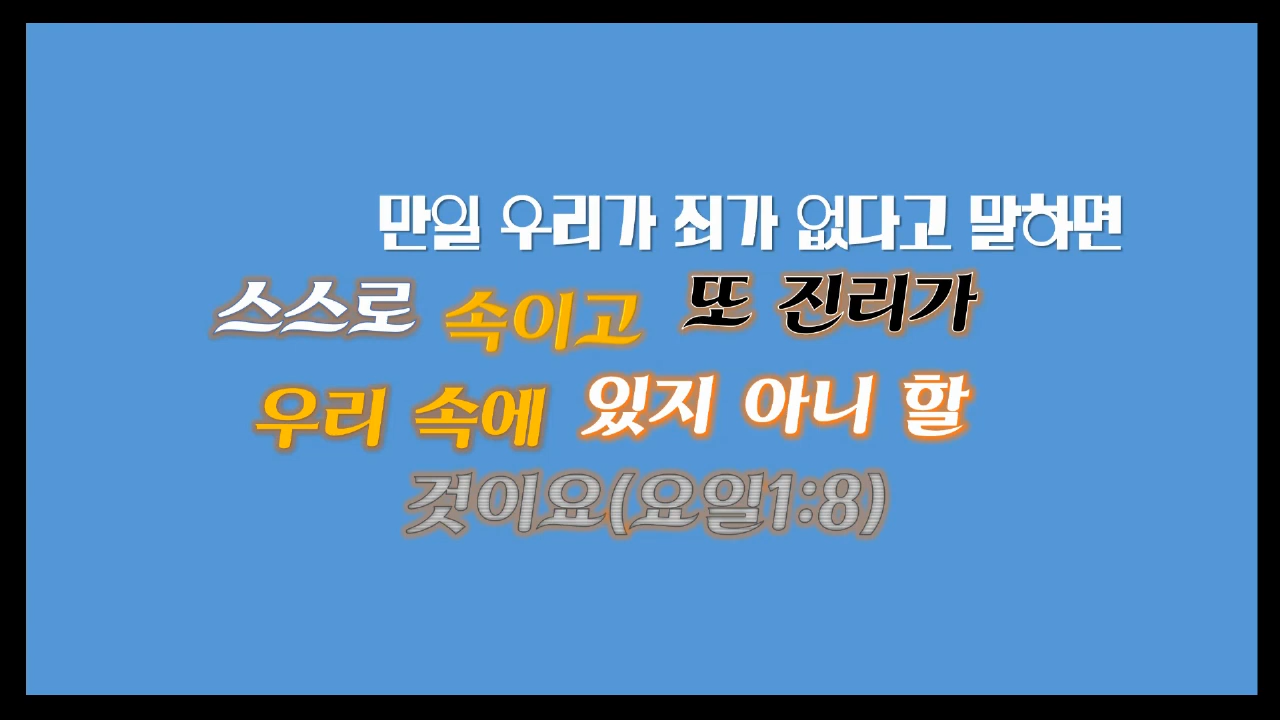 만일 우리가 죄가 없다고 말하면
스스로 속이고 또 진리가
우리 속에 있지 아니 할
것이요(요일1:8)